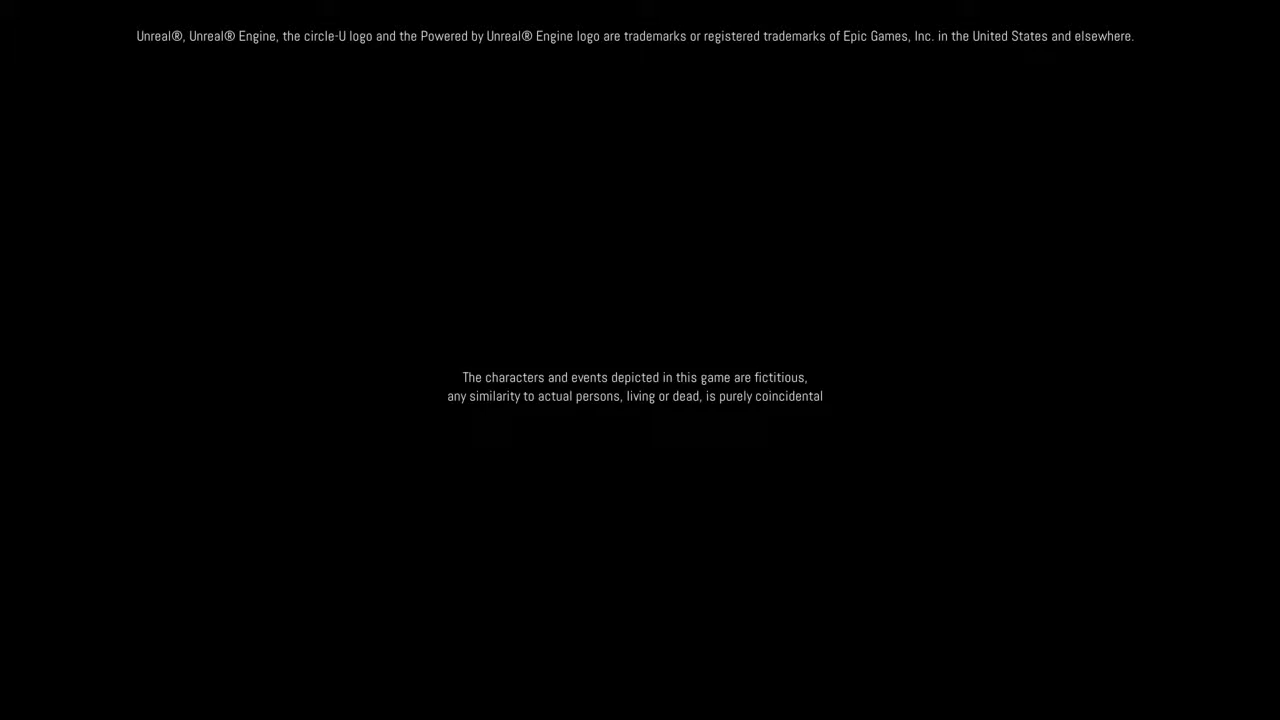 Unreal®, Unreal® Engine, the circle-U logo and the Powered by Unreal® Engine logo are trademarks or registered trademarks of Epic Games, Inc. in the United States and elsewhere.
The characters and events depicted in this game are fictitious,
any similarity to actual persons, living or dead, is purely coincidental